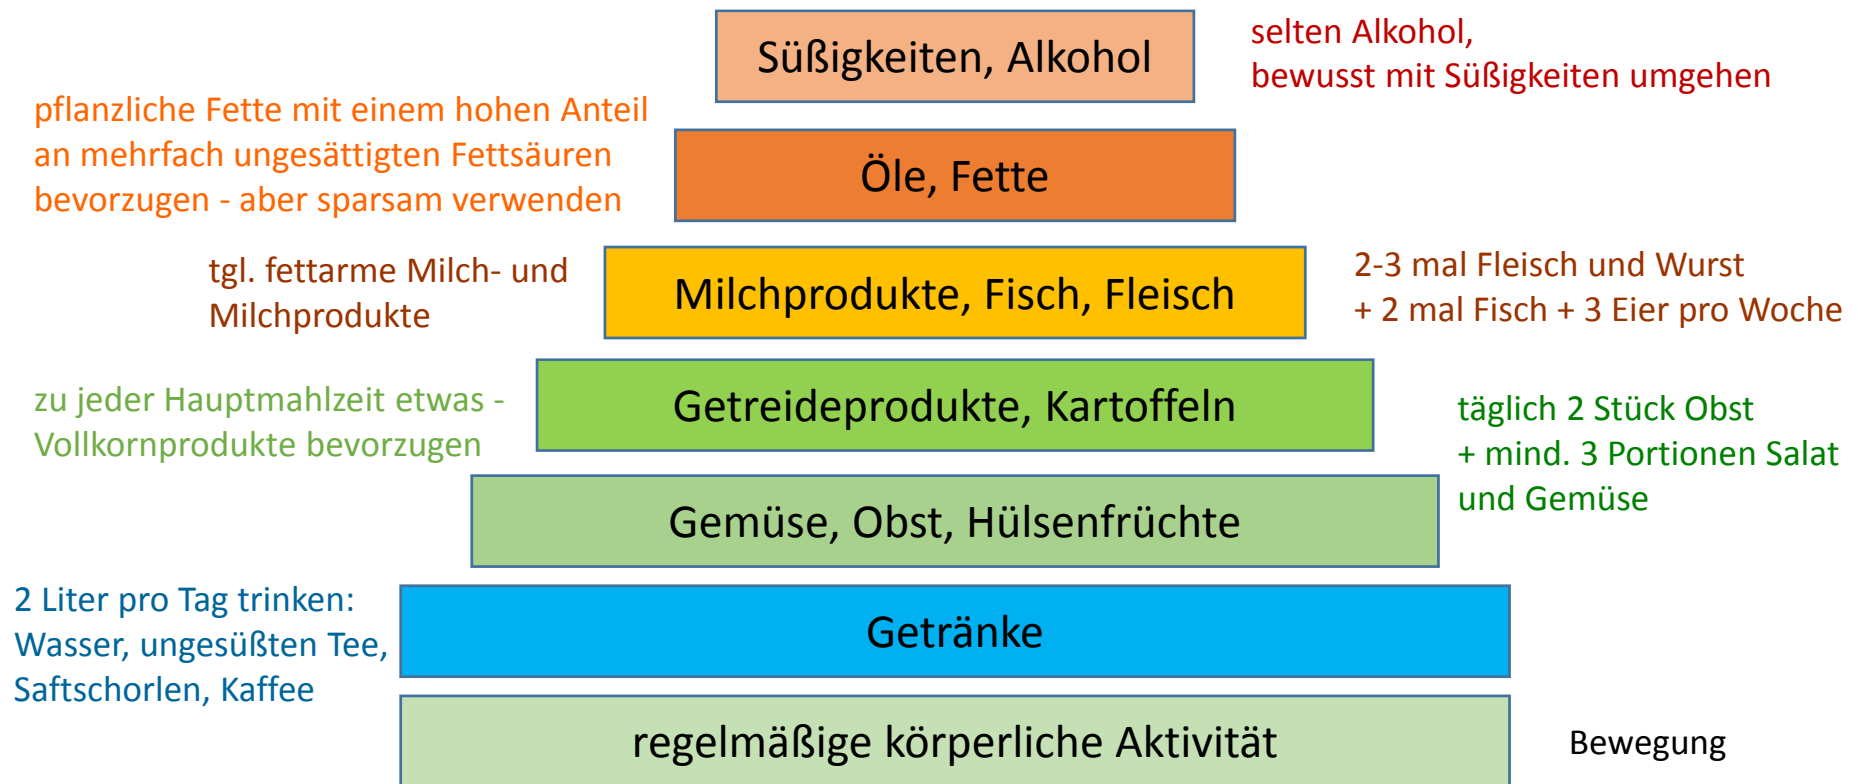 Süßigkeiten, Alkohol
selten Alkohol,
bewusst mit Süßigkeiten umgehen
pflanzliche Fette mit einem hohen Anteil
an mehrfach ungesättigten Fettsäuren
bevorzugen - aber sparsam verwenden
Öle, Fette
tgl. fettarme Milch- und
Milchprodukte
Milchprodukte, Fisch, Fleisch
2-3 mal Fleisch und Wurst
+ 2 mal Fisch + 3 Eier pro Woche
zu jeder Hauptmahlzeit etwas -
Vollkornprodukte bevorzugen
Getreideprodukte, Kartoffeln
täglich 2 Stück Obst
+ mind. 3 Portionen Salat
und Gemüse
Gemüse, Obst, Hülsenfrüchte
2 Liter pro Tag trinken:
Wasser, ungesüßten Tee,
Saftschorlen, Kaffee
Getränke
regelmäßige körperliche Aktivität
Bewegung